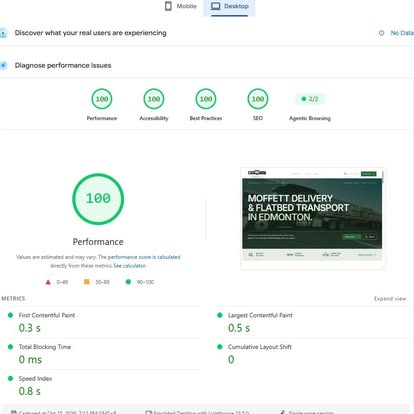 Mobile
Desktop
Discover what your real users are experiencing
No Data
Diagnose performance issues
100
100
100
100
2/2
Performance
Accessibility
Best Practices
SEO
Agentic Browsing
100
Performance
Values are estimated and may vary. The performance score is calculated
directly from these metrics. See calculator.
0–49
50–89
90–100
MOFFETT DELIVERY
& FLATBED TRANSPORT
IN EDMONTON.
METRICS
Expand view
First Contentful Paint
0.3 s
Largest Contentful Paint
0.5 s
Total Blocking Time
0 ms
Cumulative Layout Shift
0
Speed Index
0.8 s